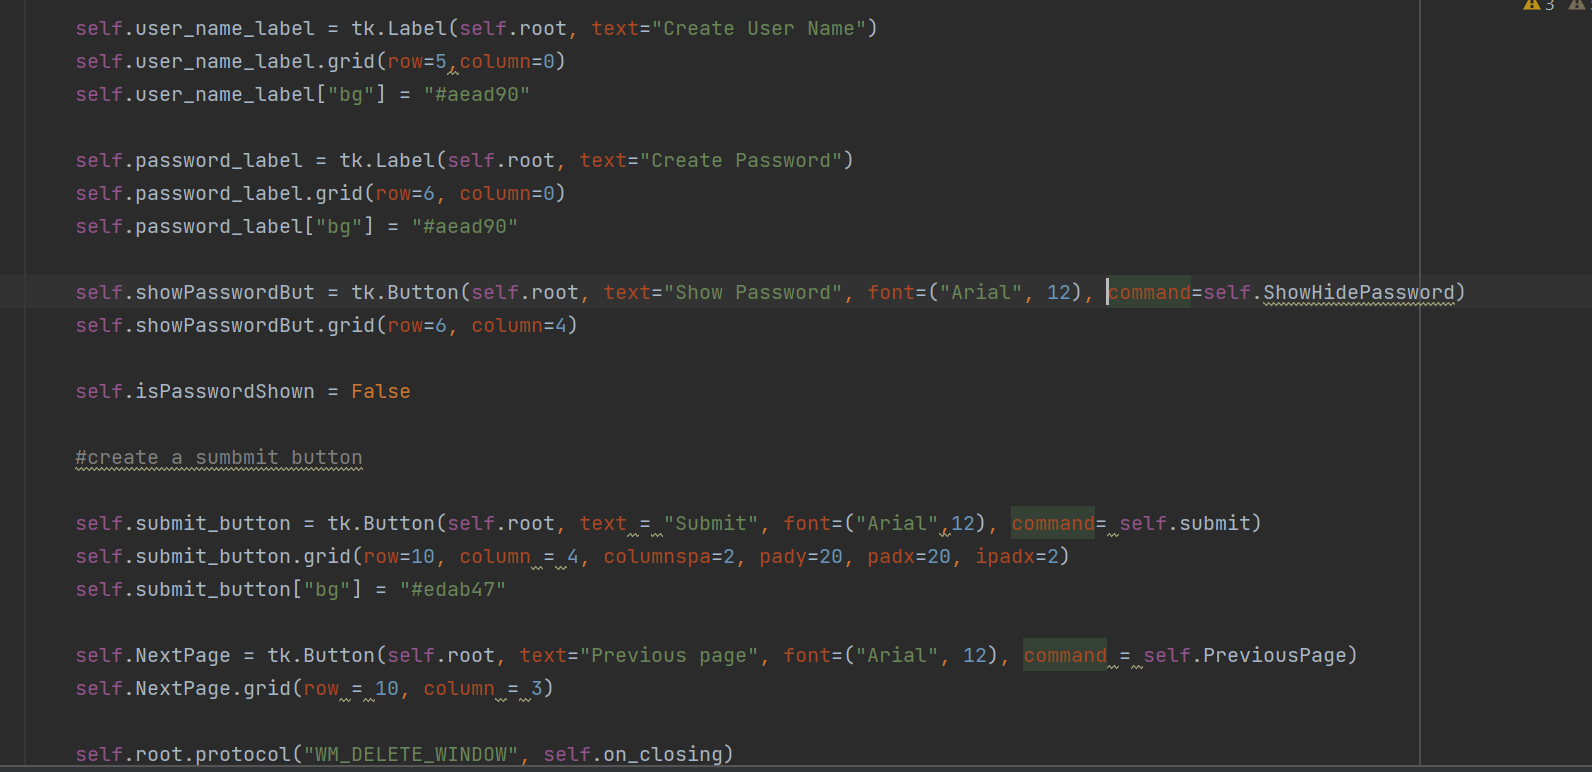 3
self.user_name_label = tk.Label(self.root, text="Create User Name")
self.user_name_label.grid(row=5,column=0)
self.user_name_label["bg"] = "#aead90"
self.password_label = tk.Label(self.root, text="Create Password")
self.password_label.grid(row=6, column=0)
self.password_label["bg"] = "#aead90"
self.showPasswordBut = tk.Button(self.root, text="Show Password", font=("Arial", 12), command=self.ShowHidePassword)
self.showPasswordBut.grid(row=6, column=4)
self.isPasswordShown = False
#create a sumbmit button
self.submit_button = tk.Button(self.root, text = "Submit", font=("Arial",12), command= self.submit)
self.submit_button.grid(row=10, column = 4, columnspa=2, pady=20, padx=20, ipadx=2)
self.submit_button["bg"] = "#edab47"
self.NextPage = tk.Button(self.root, text="Previous page", font=("Arial", 12), command = self.PreviousPage)
self.NextPage.grid(row = 10, column = 3)
self.root.protocol("WM_DELETE_WINDOW", self.on_closing)